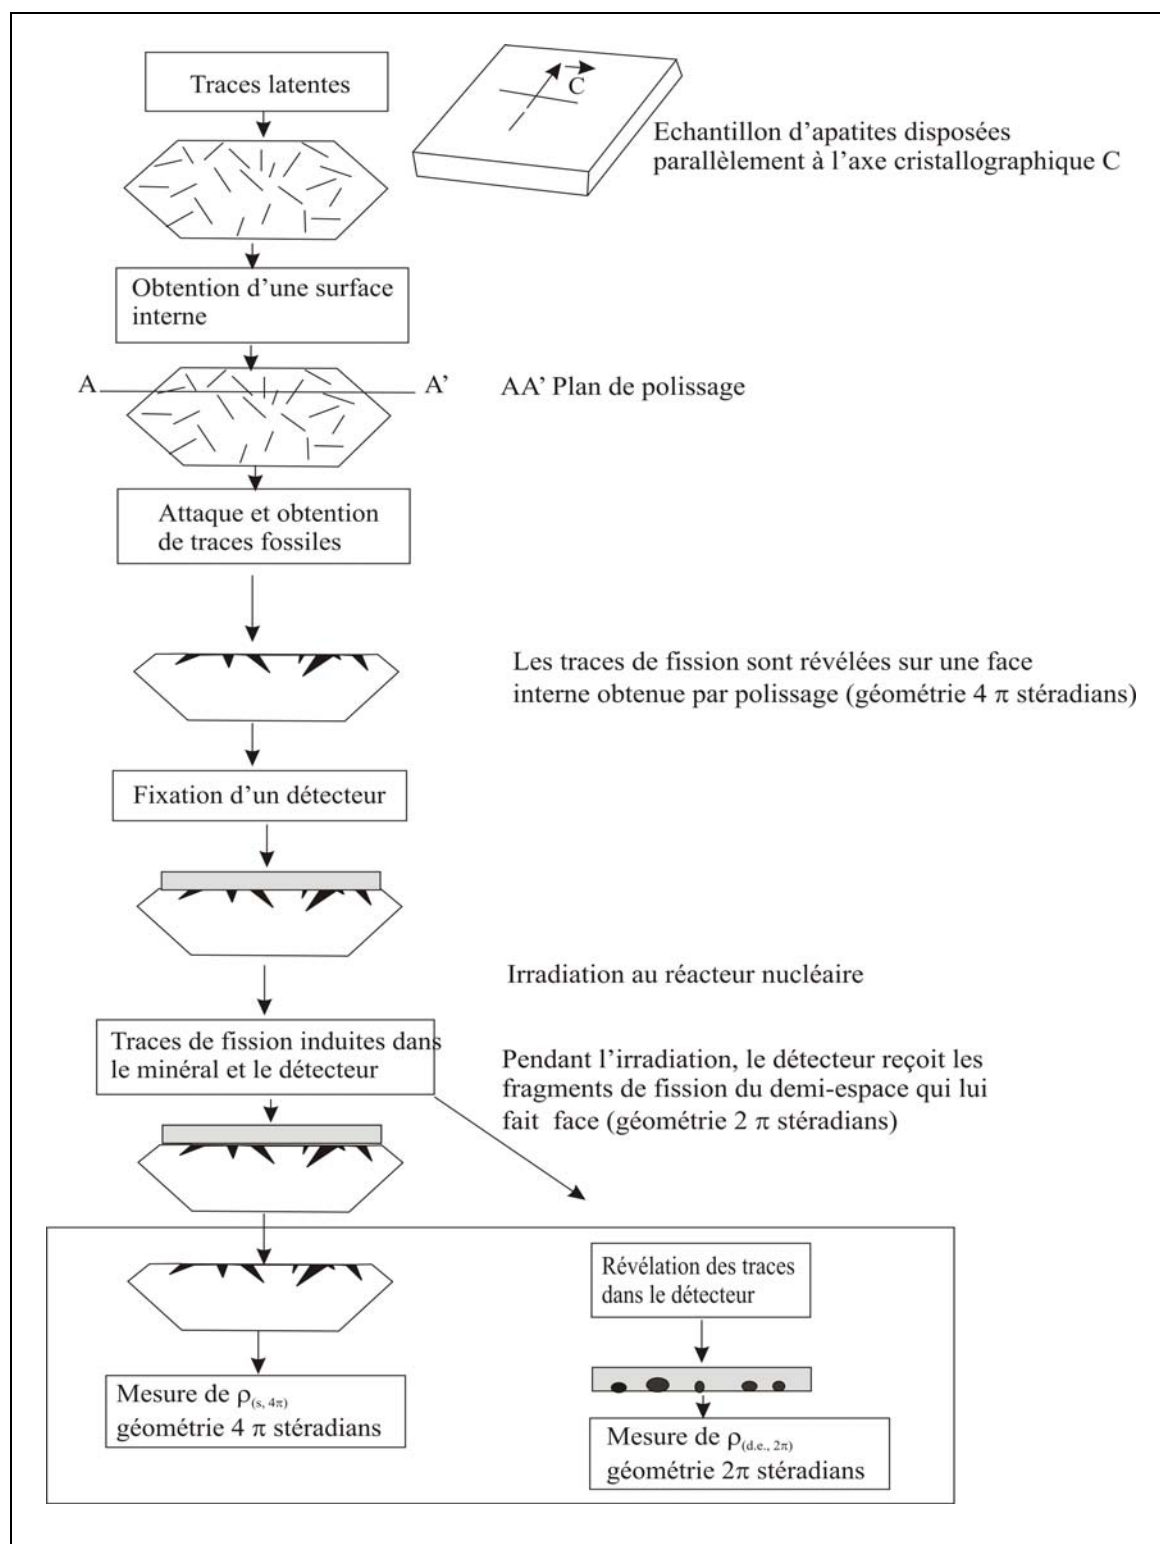 Traces latentes
C
Echantillon d’apatites disposées
parallèlement à l’axe cristallographique C
Obtention d’une surface
interne
A
A’
AA’ Plan de polissage
Attaque et obtention
de traces fossiles
Les traces de fission sont révélées sur une face
interne obtenue par polissage (géométrie 4 π stéradians)
Fixation d’un détecteur
Irradiation au réacteur nucléaire
Traces de fission induites dans
le minéral et le détecteur
Pendant l’irradiation, le détecteur reçoit les
fragments de fission du demi-espace qui lui
fait face (géométrie 2 π stéradians)
Révélation des traces
dans le détecteur
Mesure de ρ(s, 4π)
géométrie 4 π stéradians
Mesure de ρ(d.e., 2π)
géométrie 2π stéradians